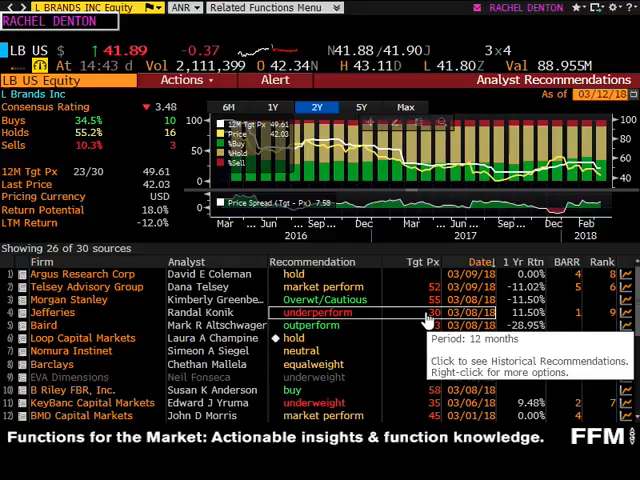 L BRANDS INC Equity ANR Related Functions Menu RACHEL DENTON
RACHEL DENTON
LB US $ ↑ 41.89 -0.37 N41.88/41.90J 3×4
At 14:43 d Vol 2,111,399 O 42.34N H 43.11D L 41.80Z Val 88.955M
LB US Equity Actions Alert Analyst Recommendations
L Brands Inc As of 03/12/18
Consensus Rating 3.48
Buys 34.5% 10
Holds 55.2% 16
Sells 10.3% 3
12M Tgt Px 23/30 49.61
Last Price 42.03
Pricing Currency USD
Return Potential 18.0%
LTM Return -12.0%
6M 1Y 2Y 5Y Max
12M Tgt Px 49.61
Price 42.03
%Buy
%Hold
%Sell
100
50
0
100
80
60
40
Price Spread (Tgt - Px) 7.58
0
Mar ... Jun ... Sep ... Dec Mar ... Jun ... Sep ... Dec Feb
2016 2017 2018
Showing 26 of 30 sources
Firm Analyst Recommendation Tgt Px Date 1 Yr Rtn BARR Rank
1) Argus Research Corp David E Coleman hold 03/09/18 0.00% 4 8
2) Telsey Advisory Group Dana Telsey market perform 52 03/09/18 -11.02% 5 6
3) Morgan Stanley Kimberly Greenbe... Overwt/Cautious 55 03/08/18 11.50%
4) Jefferies Randal Konik underperform 30 03/08/18 11.50% 1 9
5) Baird Mark R Altschwager outperform 03/08/18 -28.95%
6) Loop Capital Markets Laura A Champine hold
7) Nomura Instinet Simeon A Siegel neutral
8) Barclays Chethan Mallela equalweight
9) EVA Dimensions Neil Fonseca underweight
10) B Riley FBR, Inc. Susan K Anderson buy 58 03/08/18
11) KeyBanc Capital Markets Edward J Yruma underweight 35 03/06/18 9.48% 2 7
12) BMO Capital Markets John D Morris market perform 45 03/01/18 0.00% 4
Period: 12 months
Click to see Historical Recommendations.
Right-click for more options.
Functions for the Market: Actionable insights & function knowledge. FFM